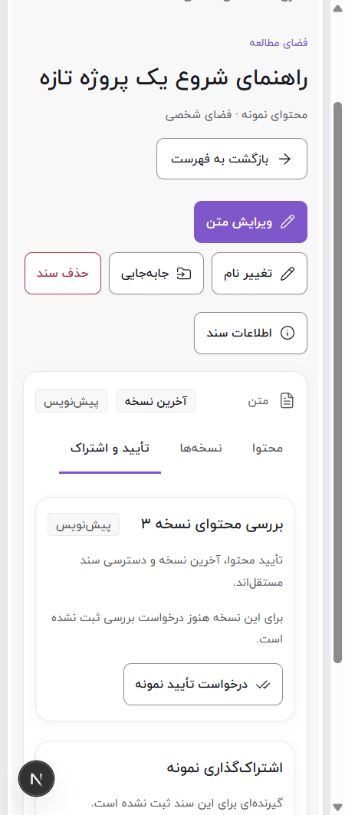 فضای مطالعه
راهنمای شروع یک پروژه تازه
محتوای نمونه · فضای شخصی
بازگشت به فهرست
ویرایش متن
تغییر نام
جابه‌جایی
حذف سند
اطلاعات سند
متن
آخرین نسخه
پیش‌نویس
محتوا
نسخه‌ها
تأیید و اشتراک
بررسی محتوای نسخه ۳
پیش‌نویس
تأیید محتوا، آخرین نسخه و دسترسی سند
مستقل‌اند.
برای این نسخه هنوز درخواست بررسی ثبت نشده
است.
درخواست تأیید نمونه
اشتراک‌گذاری نمونه
گیرنده‌ای برای این سند ثبت نشده است.
N